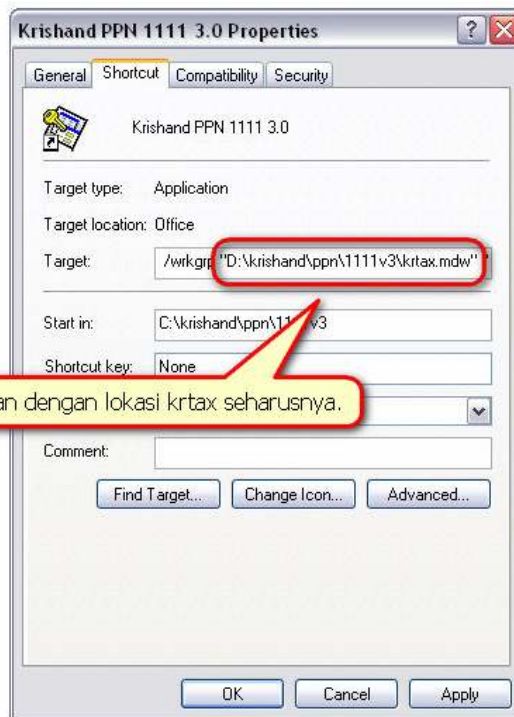 Krishand PPN 1111 3.0 Properties
General Shortcut Compatibility Security
Krishand PPN 1111 3.0
Target type: Application
Target location: Office
Target: /wrkgrp "D:\krishand\ppn\1111v3\krtax.mdw" "
Start in: C:\krishand\ppn\1111v3
Shortcut key: None
an dengan lokasi krtax seharusnya.
Comment:
Find Target... Change Icon... Advanced...
OK Cancel Apply